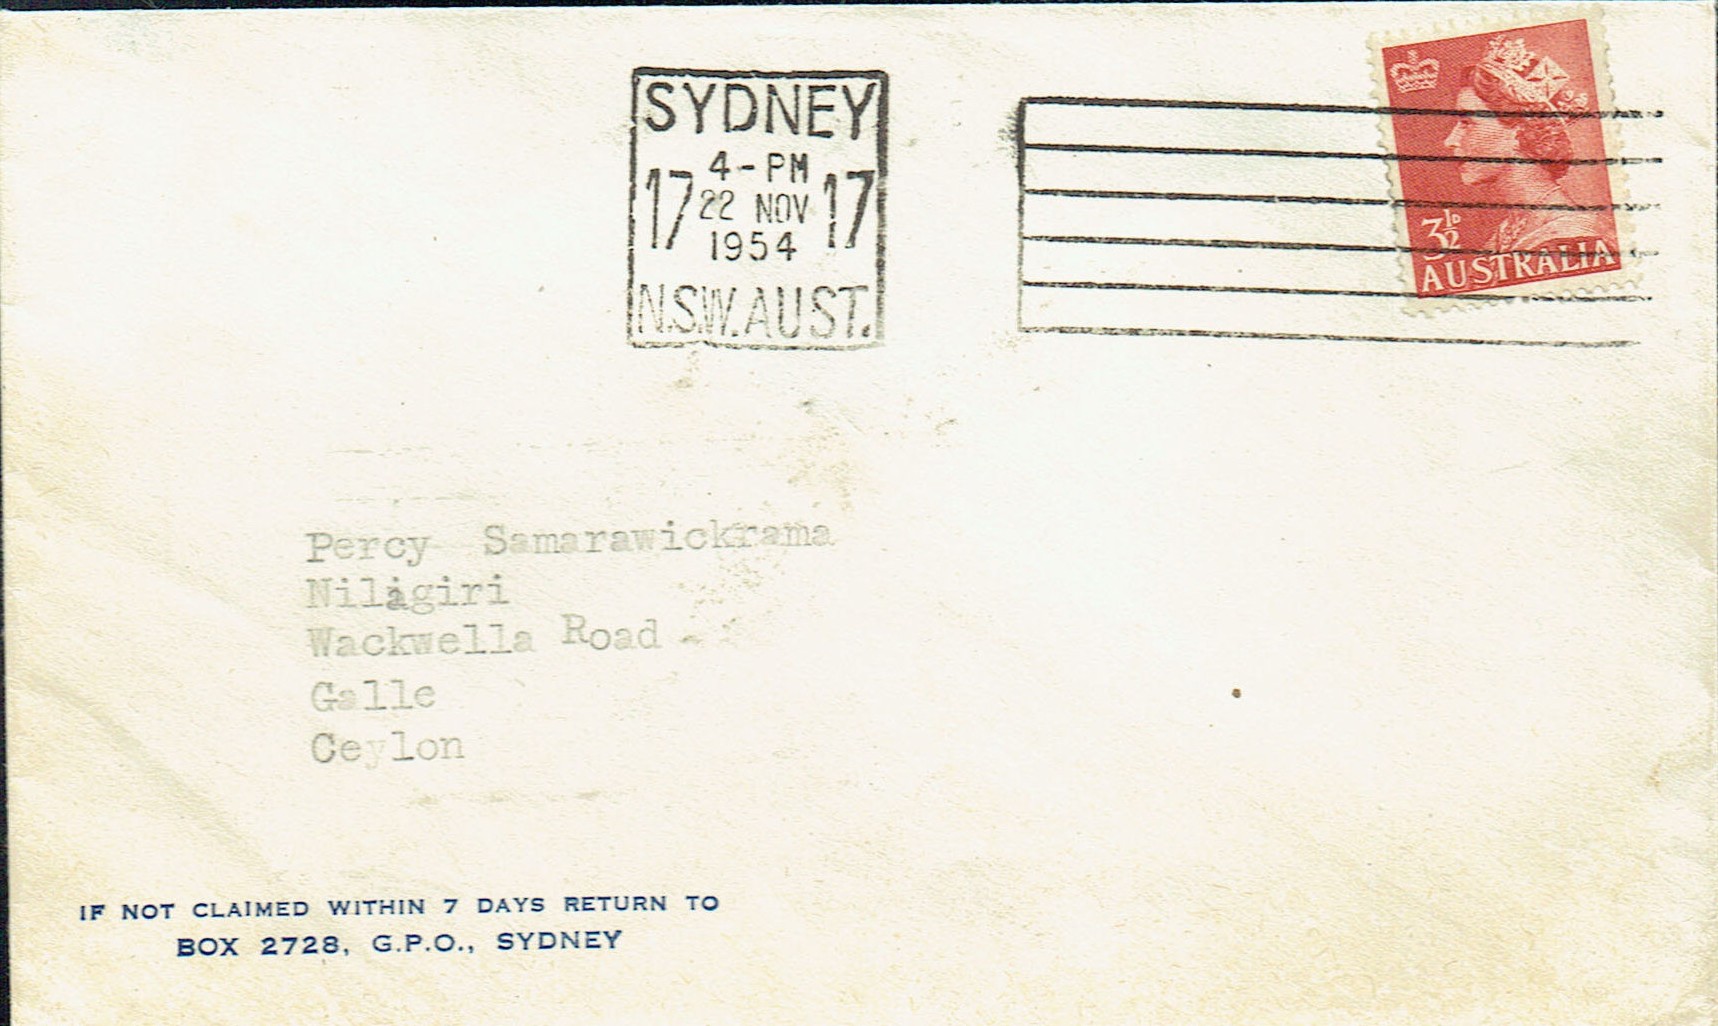 SYDNEY
4-PM
17 22 NOV 17
1954
N.S.W. AUST.
3½D
AUSTRALIA
Percy Samarawickrama
Nilagiri
Wackwella Road
Galle
Ceylon
IF NOT CLAIMED WITHIN 7 DAYS RETURN TO
BOX 2728, G.P.O., SYDNEY